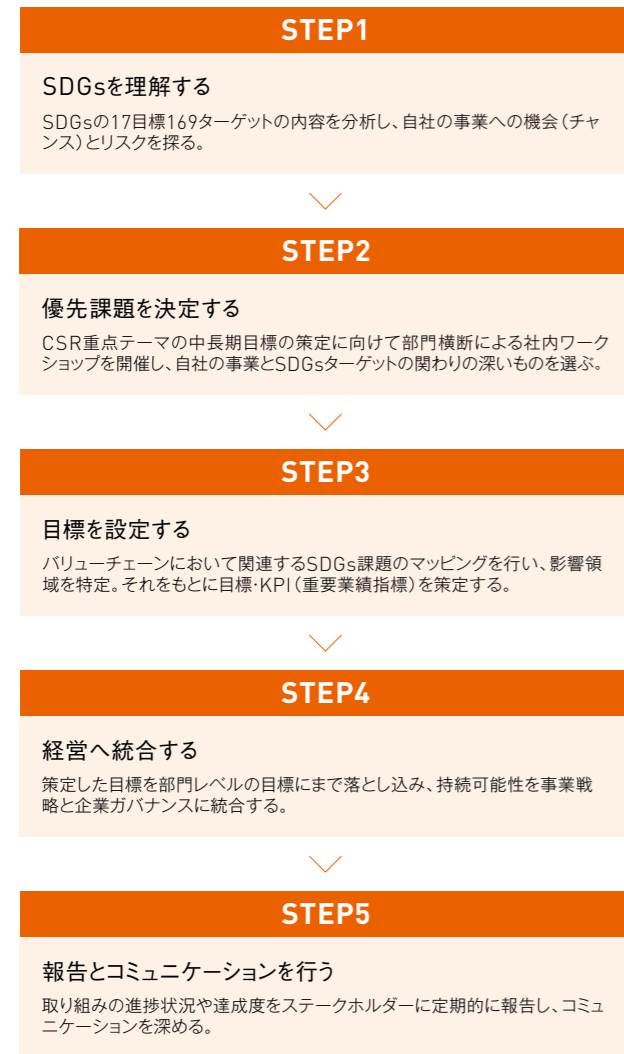 STEP1
SDGsを理解する
SDGsの17目標169ターゲットの内容を分析し、自社の事業への機会(チャ
ンス)とリスクを探る。
STEP2
優先課題を決定する
CSR重点テーマの中長期目標の策定に向けて部門横断による社内ワーク
ショップを開催し、自社の事業とSDGsターゲットの関わりの深いものを選ぶ。
STEP3
目標を設定する
バリューチェーンにおいて関連するSDGs課題のマッピングを行い、影響領
域を特定。それをもとに目標・KPI(重要業績指標)を策定する。
STEP4
経営へ統合する
策定した目標を部門レベルの目標にまで落とし込み、持続可能性を事業戦
略と企業ガバナンスに統合する。
STEP5
報告とコミュニケーションを行う
取り組みの進捗状況や達成度をステークホルダーに定期的に報告し、コミュ
ニケーションを深める。